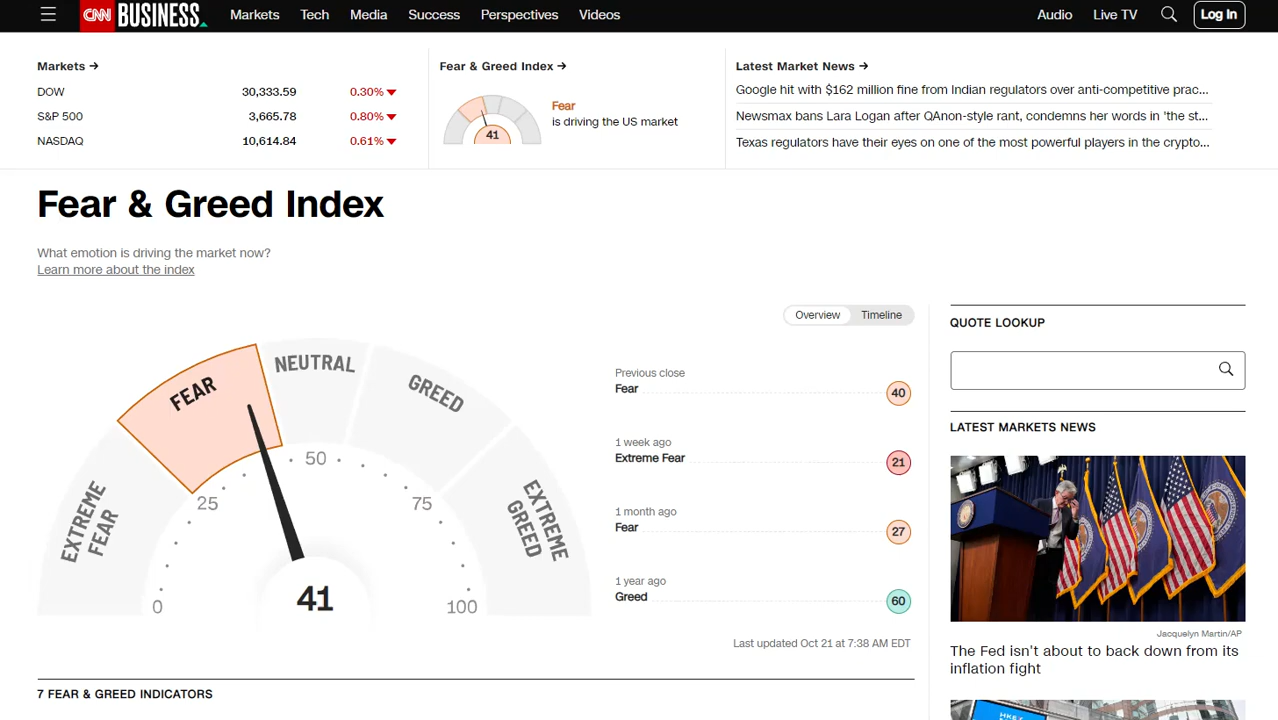 CNN BUSINESS
Markets
Tech
Media
Success
Perspectives
Videos
Audio
Live TV
Log In
Markets →
DOW 30,333.59 0.30%
S&P 500 3,665.78 0.80%
NASDAQ 10,614.84 0.61%
Fear & Greed Index →
41
Fear
is driving the US market
Latest Market News →
Google hit with $162 million fine from Indian regulators over anti-competitive prac...
Newsmax bans Lara Logan after QAnon-style rant, condemns her words in 'the st...
Texas regulators have their eyes on one of the most powerful players in the crypto...
Fear & Greed Index
What emotion is driving the market now?
Learn more about the index
Overview
Timeline
EXTREME
FEAR
FEAR
NEUTRAL
GREED
EXTREME
GREED
0
25
50
75
100
41
Previous close
Fear 40
1 week ago
Extreme Fear 21
1 month ago
Fear 27
1 year ago
Greed 60
Last updated Oct 21 at 7:38 AM EDT
7 FEAR & GREED INDICATORS
QUOTE LOOKUP
LATEST MARKETS NEWS
Jacquelyn Martin/AP
The Fed isn't about to back down from its
inflation fight